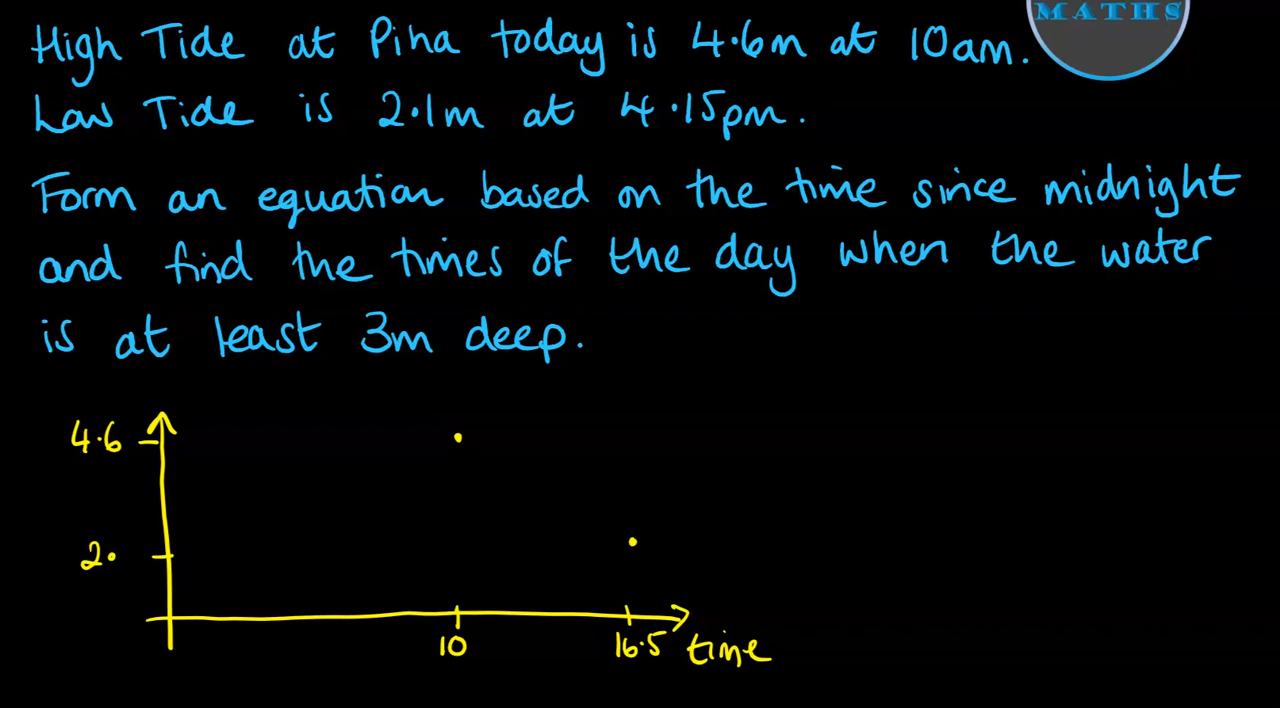 MATHS
High Tide at Piha today is 4.6m at 10am.
Low Tide is 2.1m at 4.15pm.
Form an equation based on the time since midnight
and find the times of the day when the water
is at least 3m deep.
4.6
2.
10
16.5 time